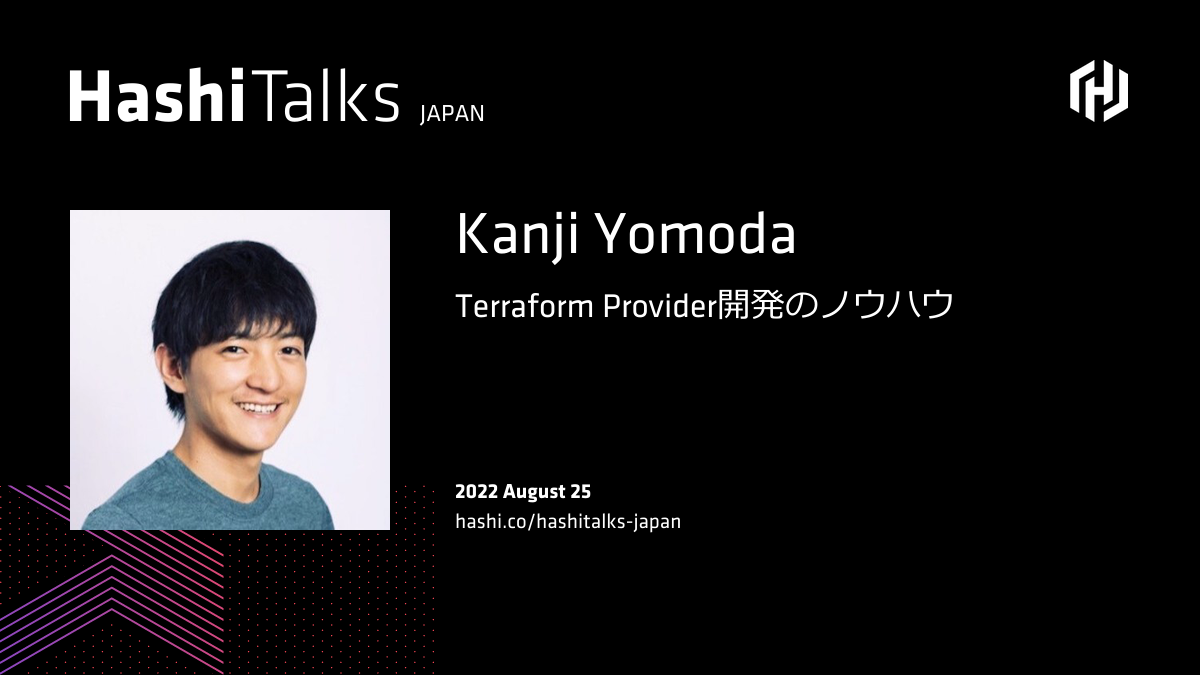 HashiTalks JAPAN
Kanji Yomoda
Terraform Provider開発のノウハウ
2022 August 25
hashi.co/hashitalks-japan